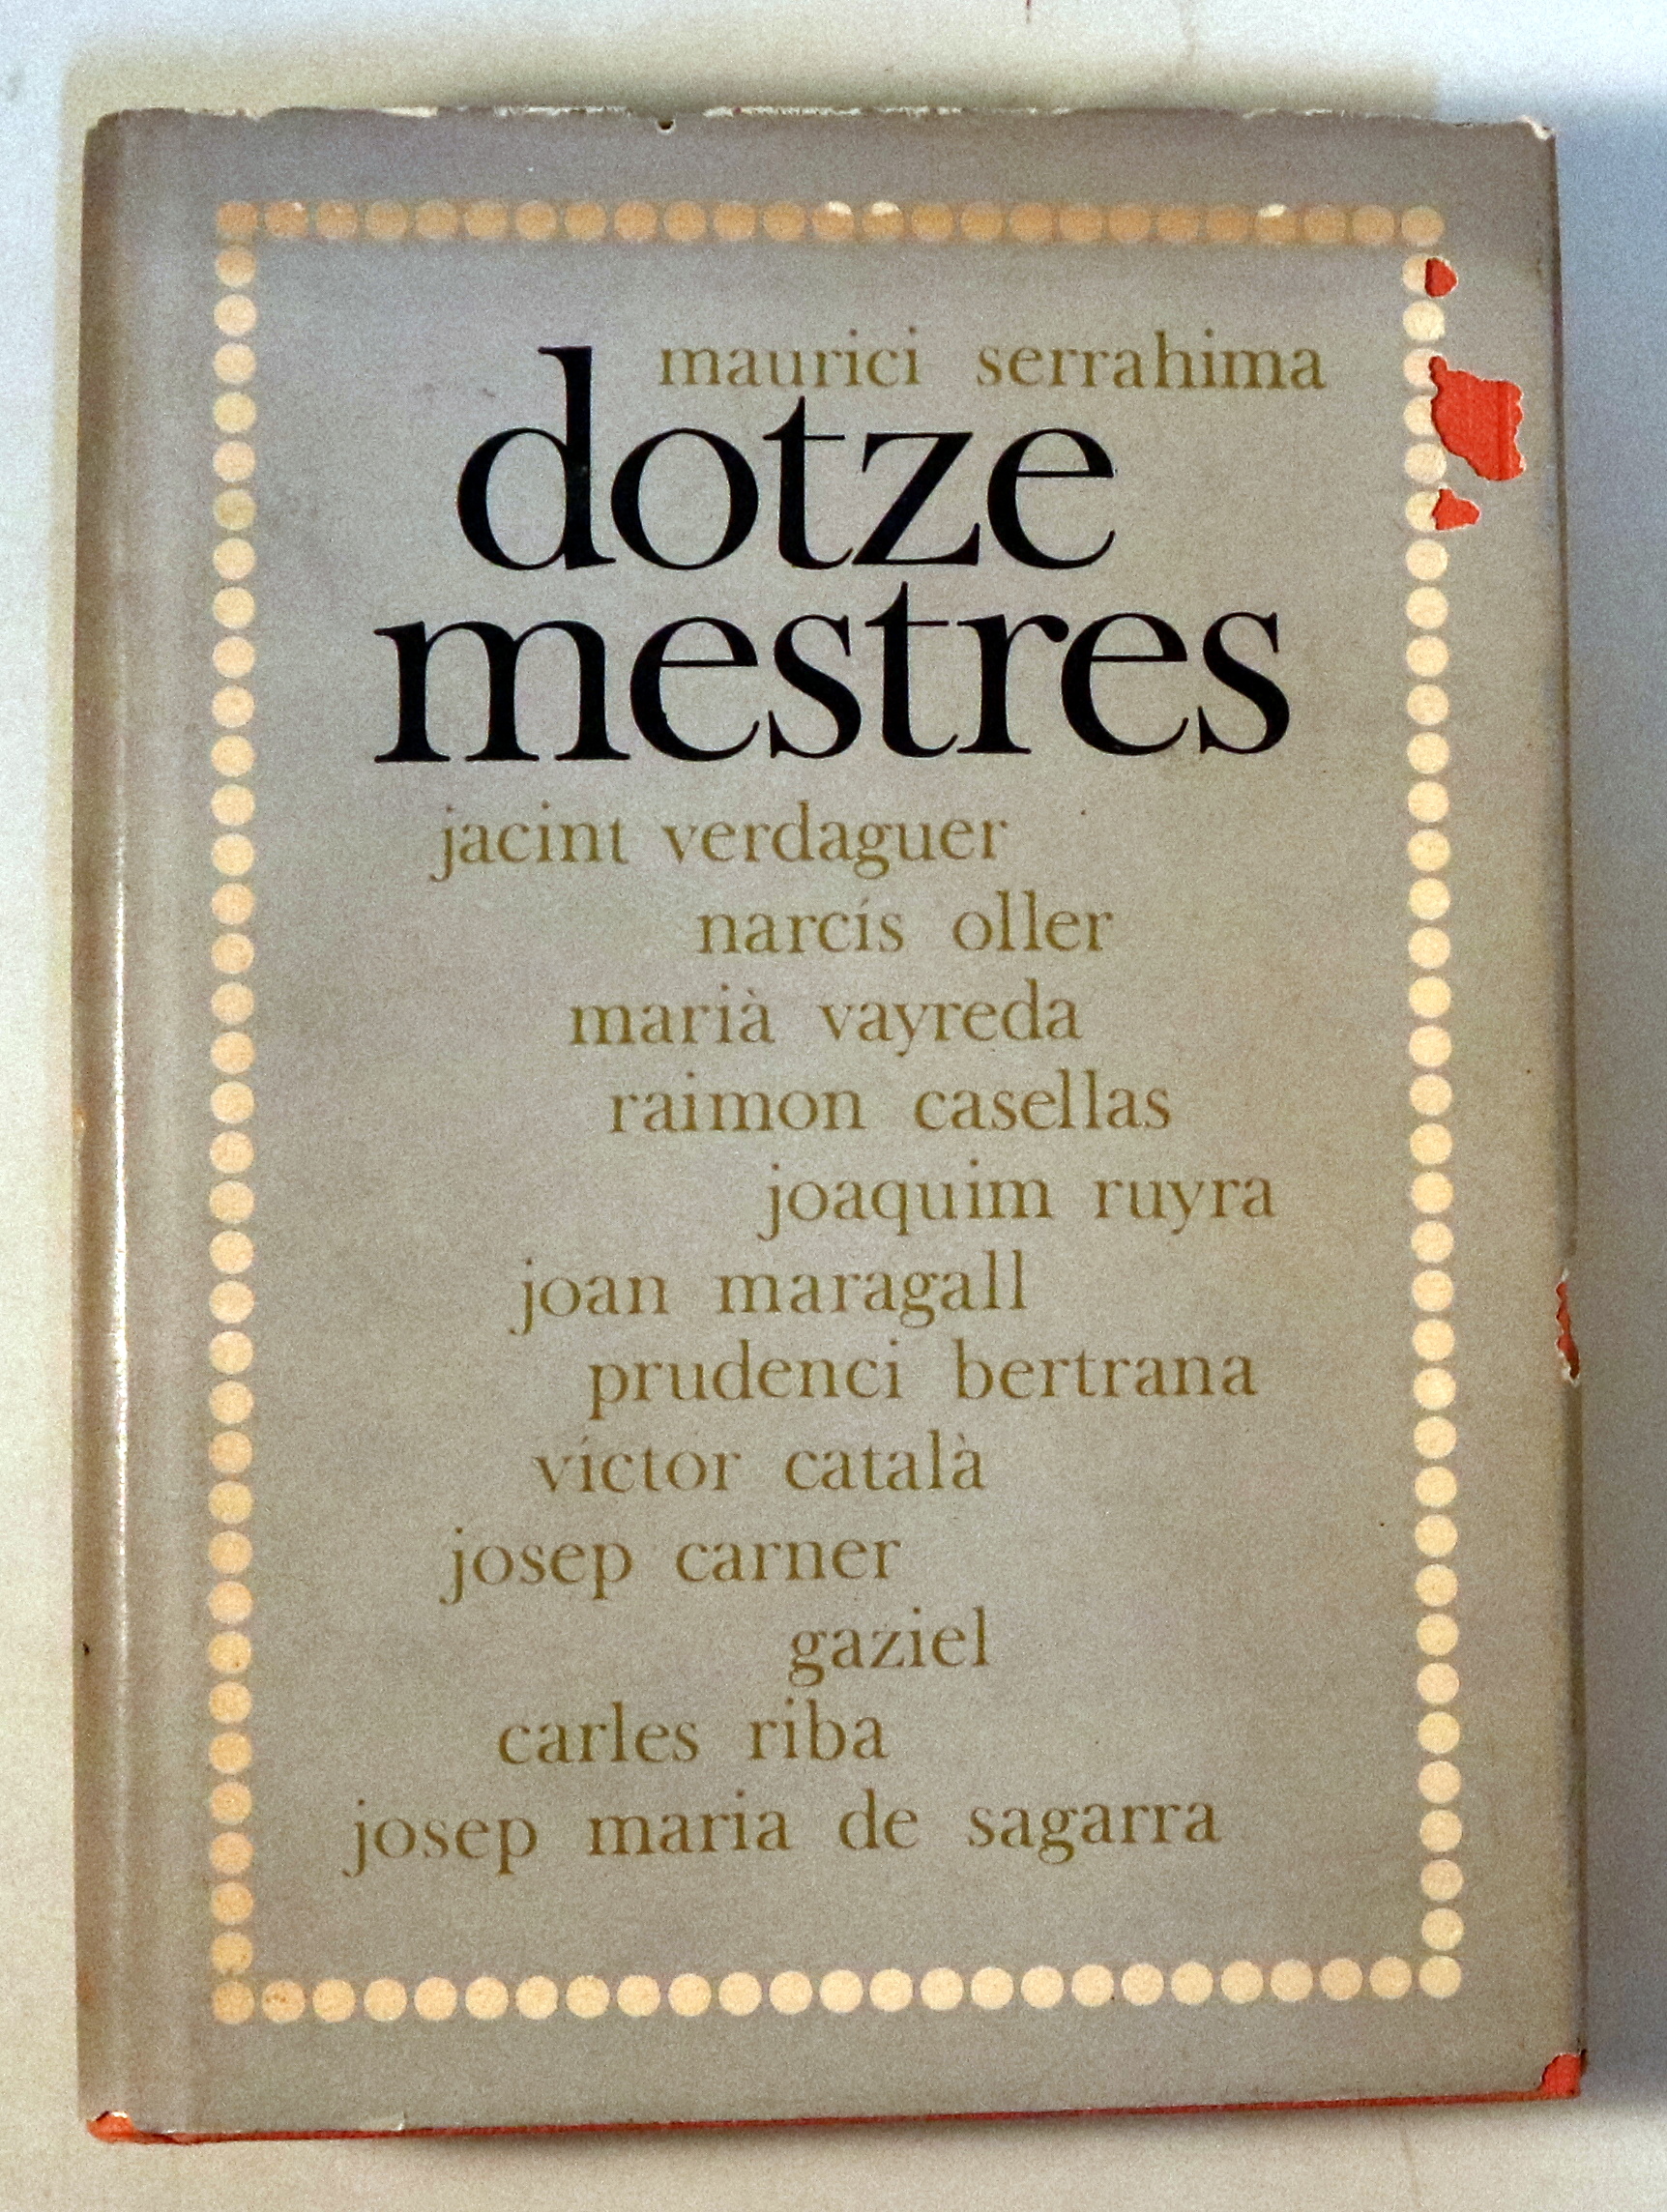 maurici serrahima
dotze
mestres
jacint verdaguer
narcís oller
marià vayreda
raimon casellas
joaquim ruyra
joan maragall
prudenci bertrana
víctor català
josep carner
gaziel
carles riba
josep maria de sagarra